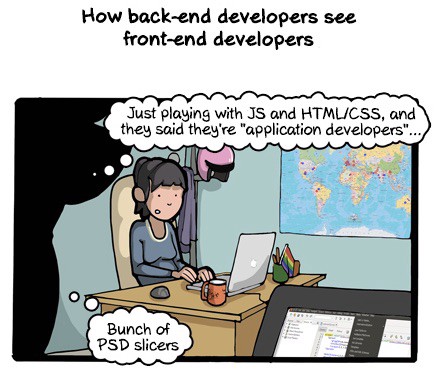 How back-end developers see
front-end developers
Just playing with JS and HTML/CSS, and
they said they're "application developers"...
Bunch of
PSD slicers